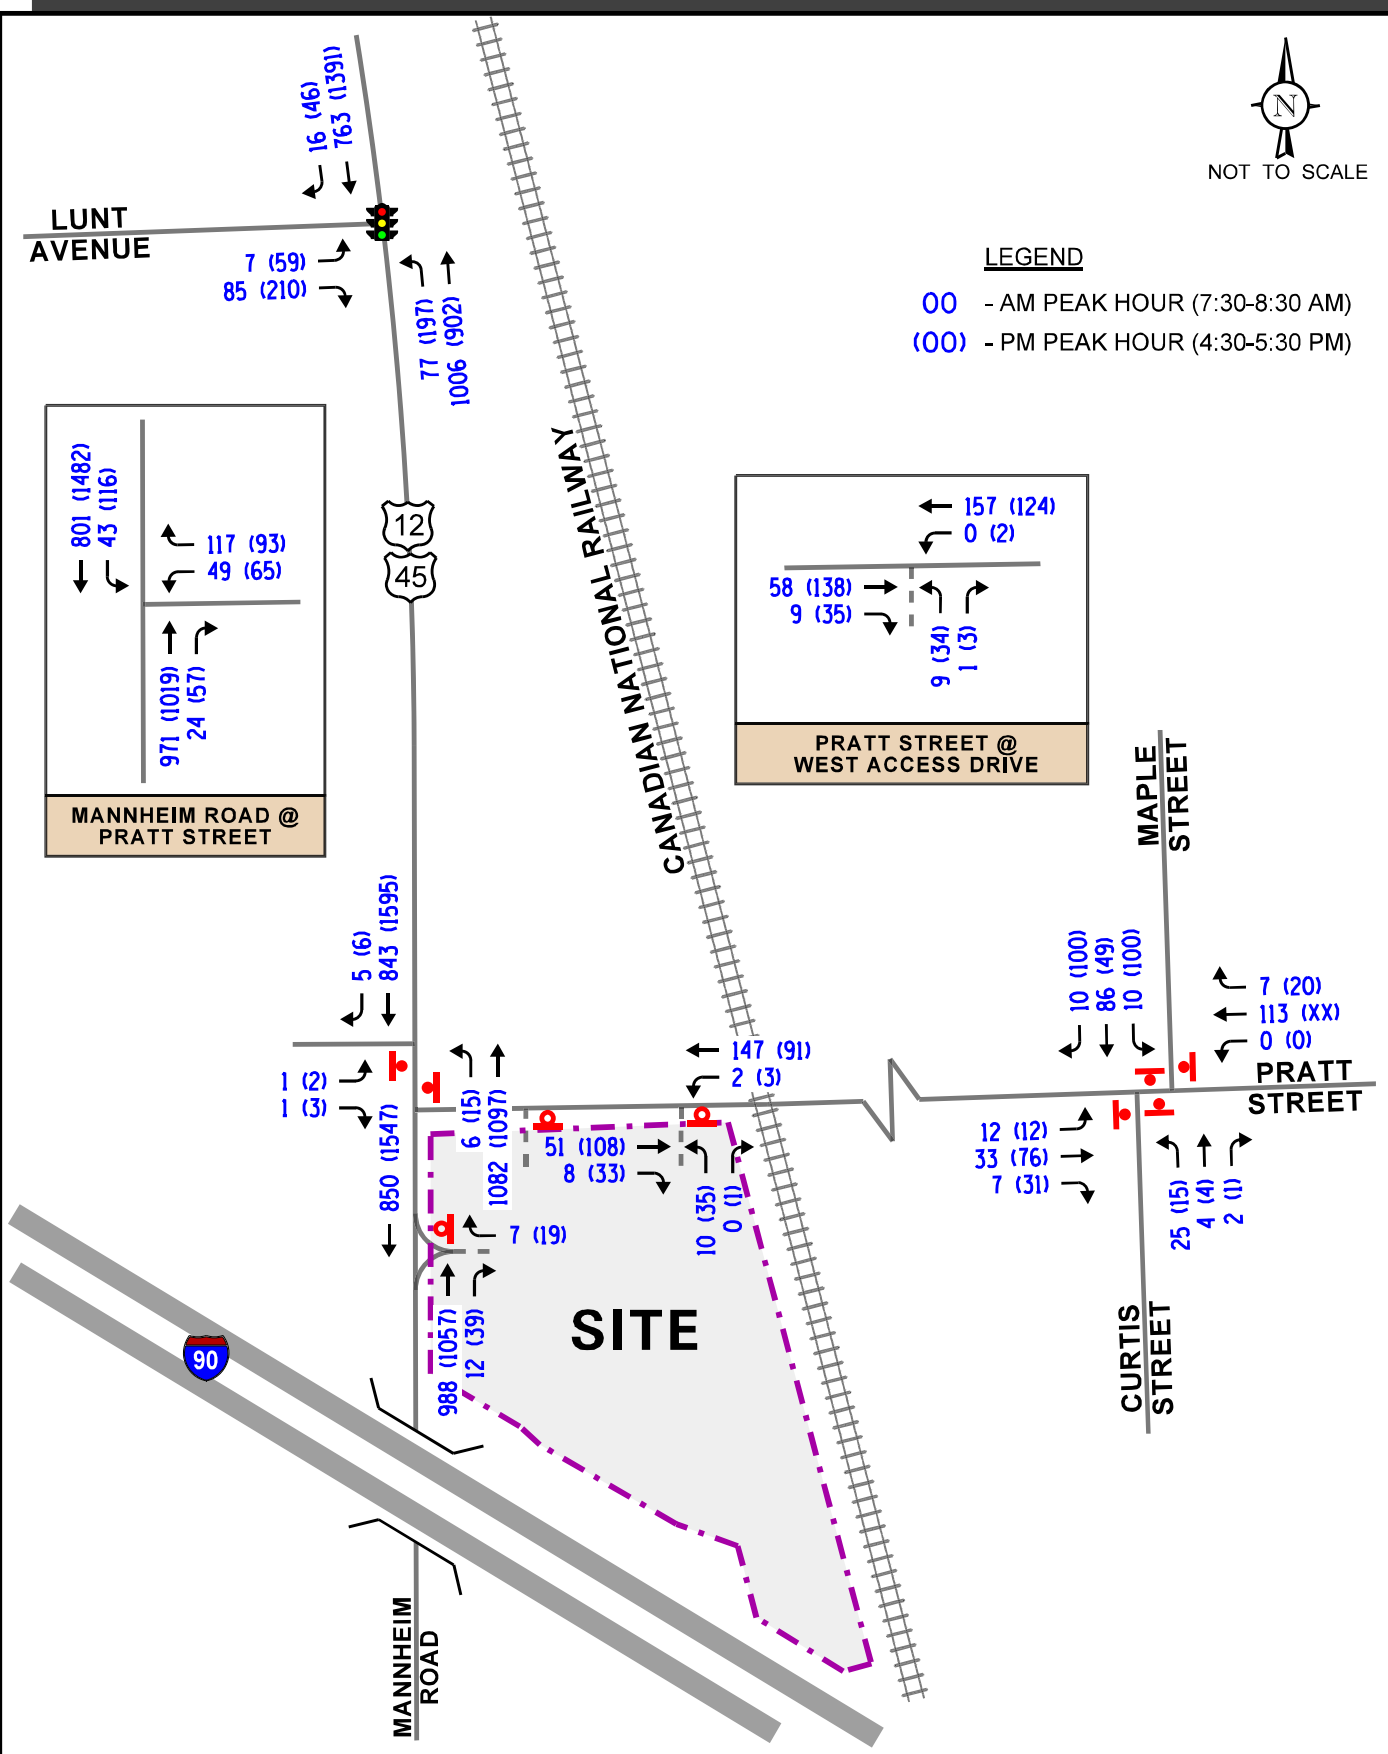 16 (46)
763 (1391)
N
NOT TO SCALE
LUNT
AVENUE
7 (59)
85 (210)
77 (197)
1006 (902)
LEGEND
00 - AM PEAK HOUR (7:30-8:30 AM)
(00) - PM PEAK HOUR (4:30-5:30 PM)
801 (1482)
43 (116)
117 (93)
49 (65)
971 (1019)
24 (57)
MANNHEIM ROAD @
PRATT STREET
12
45
CANADIAN NATIONAL RAILWAY
157 (124)
0 (2)
58 (138)
9 (35)
9 (34)
1 (3)
PRATT STREET @
WEST ACCESS DRIVE
MAPLE
STREET
5 (6)
843 (1595)
1 (2)
1 (3)
850 (1547)
6 (15)
1082 (1097)
147 (91)
2 (3)
51 (108)
8 (33)
10 (35)
0 (1)
7 (19)
988 (1057)
12 (39)
10 (100)
86 (49)
10 (100)
7 (20)
113 (XX)
0 (0)
PRATT
STREET
12 (12)
33 (76)
7 (31)
25 (15)
4 (4)
2 (1)
CURTIS
STREET
SITE
90
MANNHEIM
ROAD